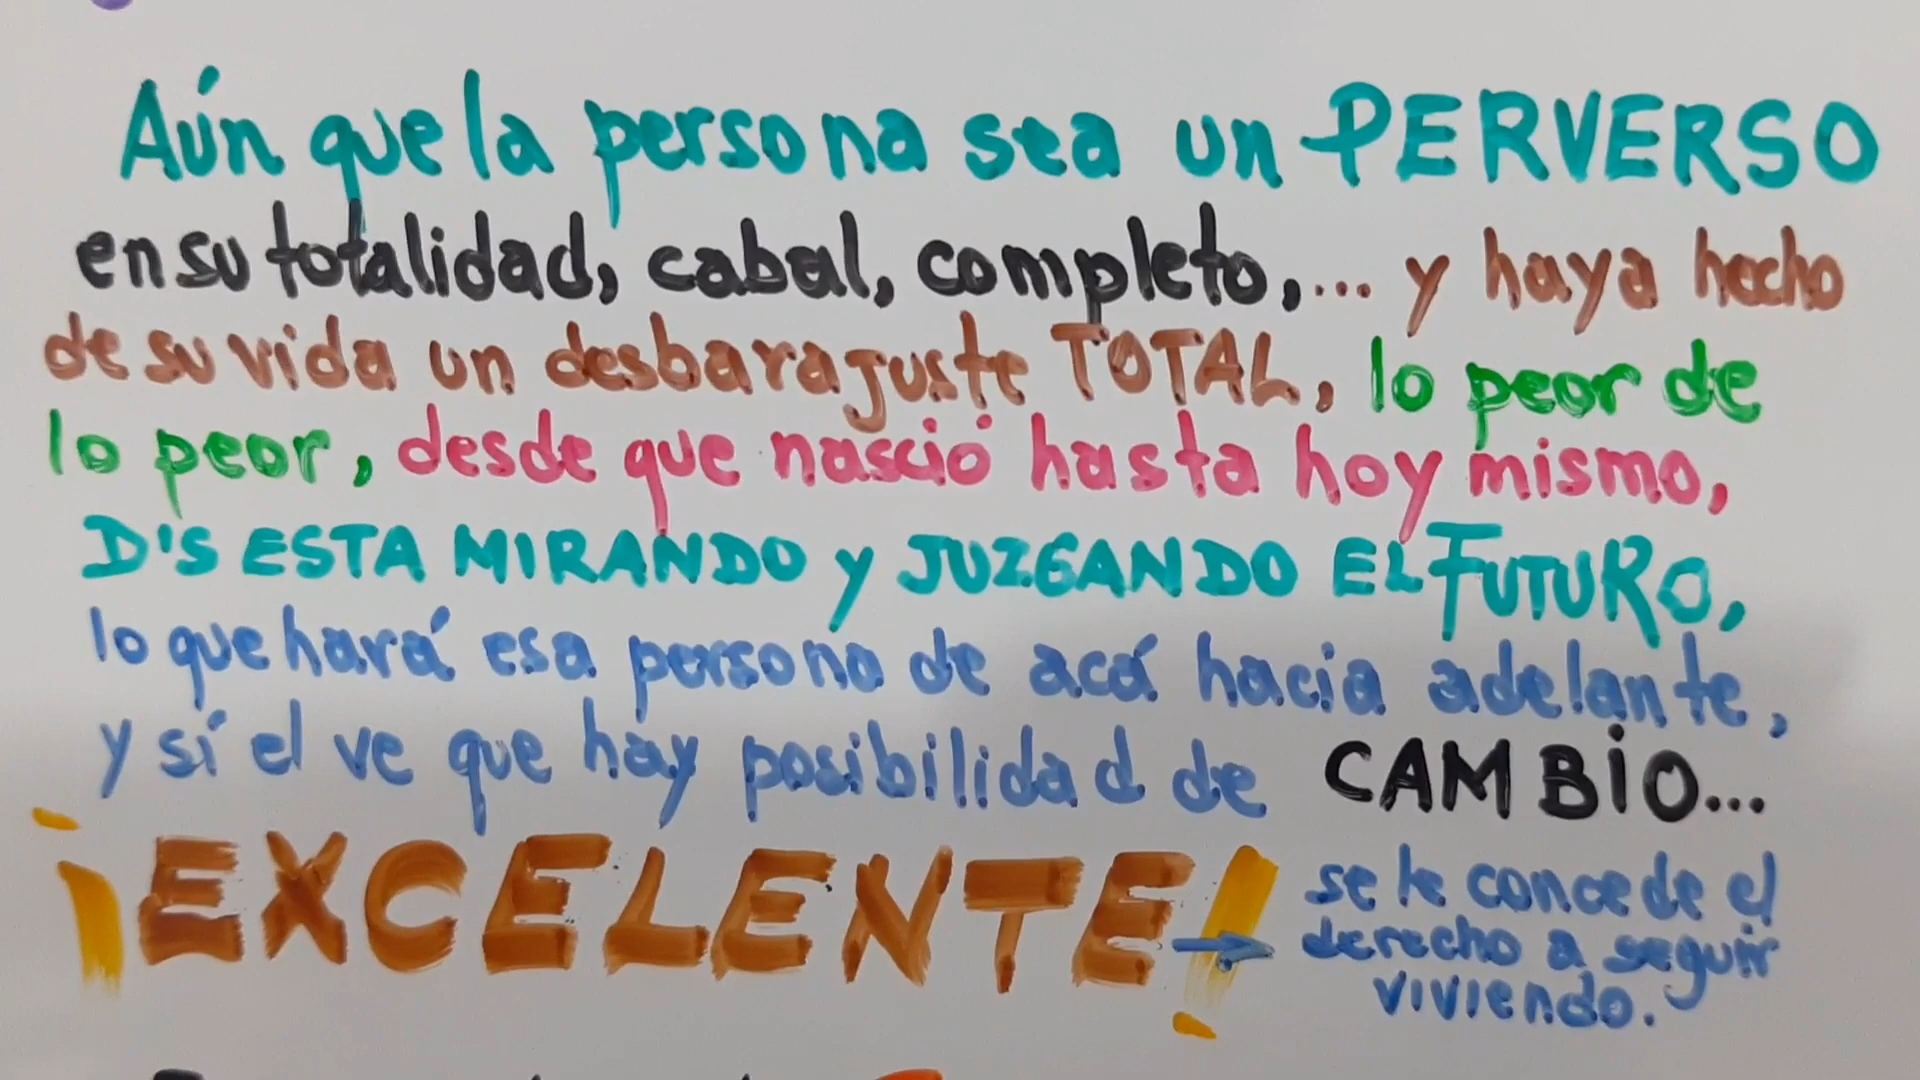 Aún que la persona sea un PERVERSO
en su totalidad, cabal, completo,... y haya hecho
de su vida un desbarajuste TOTAL, lo peor de
lo peor, desde que nasció hasta hoy mismo,
D'S ESTA MIRANDO y JUZGANDO EL FUTURO,
lo que hará esa persona de acá hacia adelante,
y sí el ve que hay posibilidad de CAMBIO...
¡EXCELENTE! → se le concede el
derecho a seguir
viviendo.